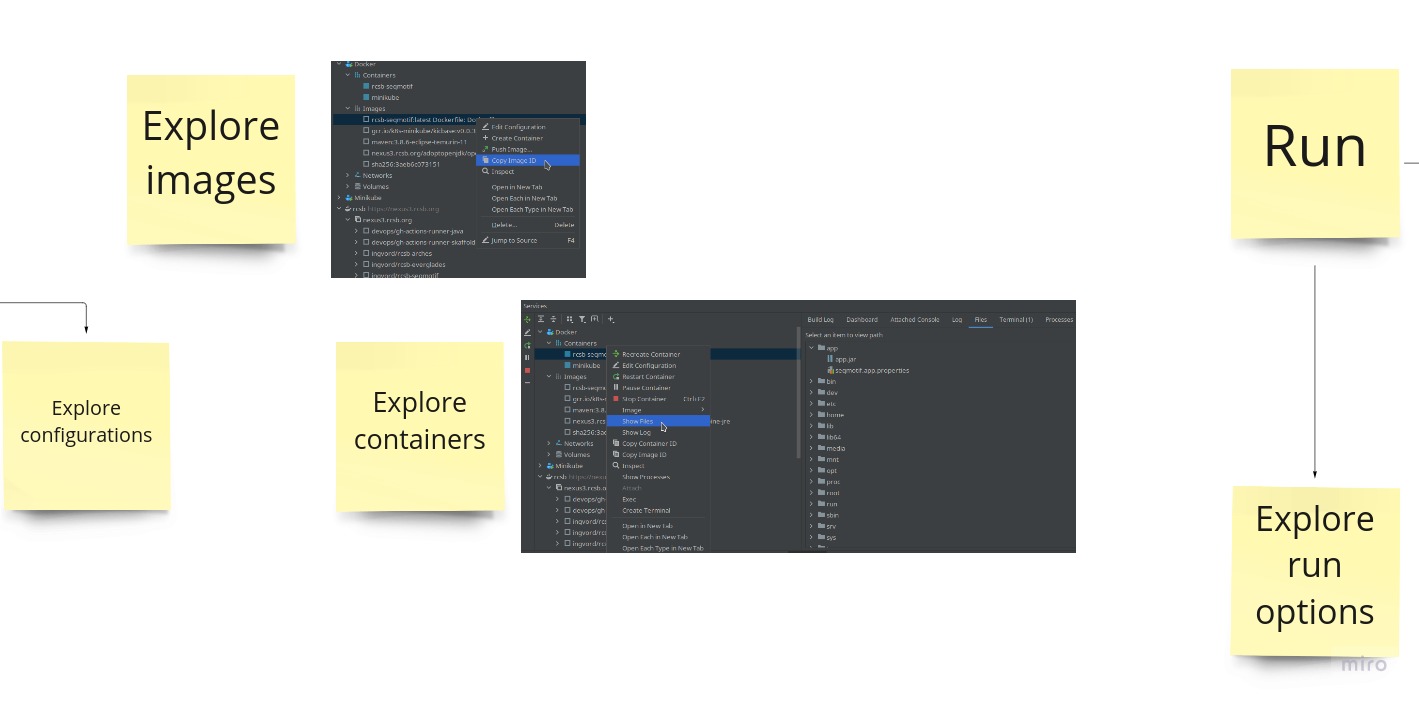 Explore
images
Docker
Containers
rcsb-seqmotif
minikube
Images
rcsb-seqmotif:latest Dockerfile: Doc
gcr.io/k8s-minikube/kicbase:v0.0.3
maven:3.8.6-eclipse-temurin-11
nexus3.rcsb.org/adoptopenjdk/ope
sha256:3aeb6c073151
Networks
Volumes
Minikube
rcsb https://nexus3.rcsb.org
nexus3.rcsb.org
devops/gh-actions-runner-java
devops/gh-actions-runner-skaffold
ingvord/rcsb-arches
ingvord/rcsb-everglades
ingvord/rcsb-seqmotif
Edit Configuration
Create Container
Push Image...
Copy Image ID
Inspect
Open in New Tab
Open Each in New Tab
Open Each Type in New Tab
Delete... Delete
Jump to Source F4
Run
Explore
configurations
Explore
containers
Services
Docker
Containers
rcsb-seqmo
minikube
Images
rcsb-seqm
gcr.io/k8s-
maven:3.8.
nexus3.rcs
ine-jre
sha256:3ae
Networks
Volumes
Minikube
rcsb https://nexu
nexus3.rcsb.o
devops/gh-
devops/gh-
ingvord/rcs
ingvord/rcs
ingvord/rcs
Recreate Container
Edit Configuration
Restart Container
Pause Container
Stop Container Ctrl+F2
Image
Show Files
Show Log
Copy Container ID
Copy Image ID
Inspect
Show Processes
Attach
Exec
Create Terminal
Open in New Tab
Open Each in New Tab
Open Each Type in New Tab
Build Log Dashboard Attached Console Log Files Terminal (1) Processes
Select an item to view path
app
app.jar
seqmotif.app.properties
bin
dev
etc
home
lib
lib64
media
mnt
opt
proc
root
run
sbin
srv
sys
Explore
run
options
miro